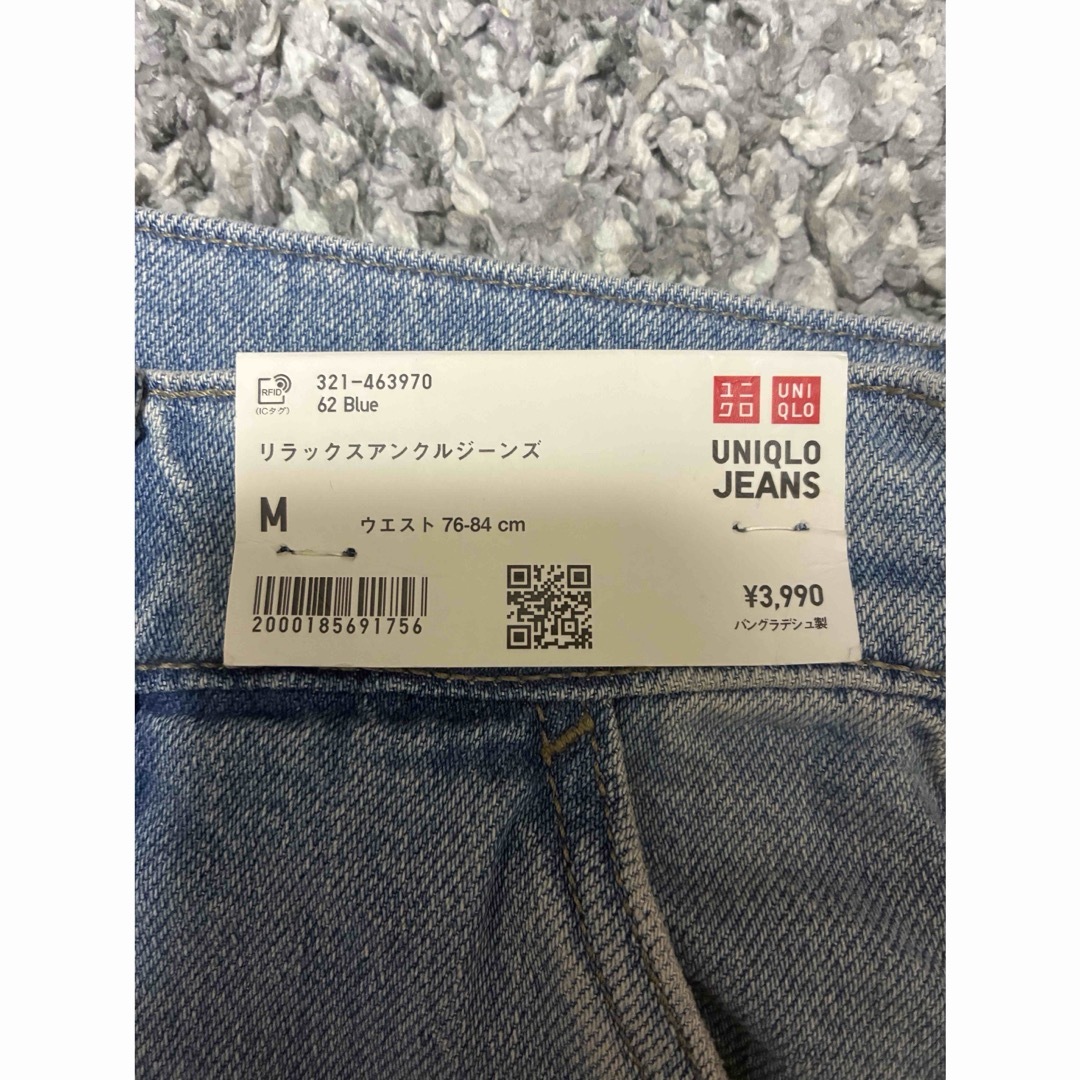 RFID
(ICタグ)
321-463970
62 Blue
リラックスアンクルジーンズ
M
ウエスト 76-84 cm
2000185691756
ユニ
クロ
UNI
QLO
UNIQLO
JEANS
¥3,990
バングラデシュ製